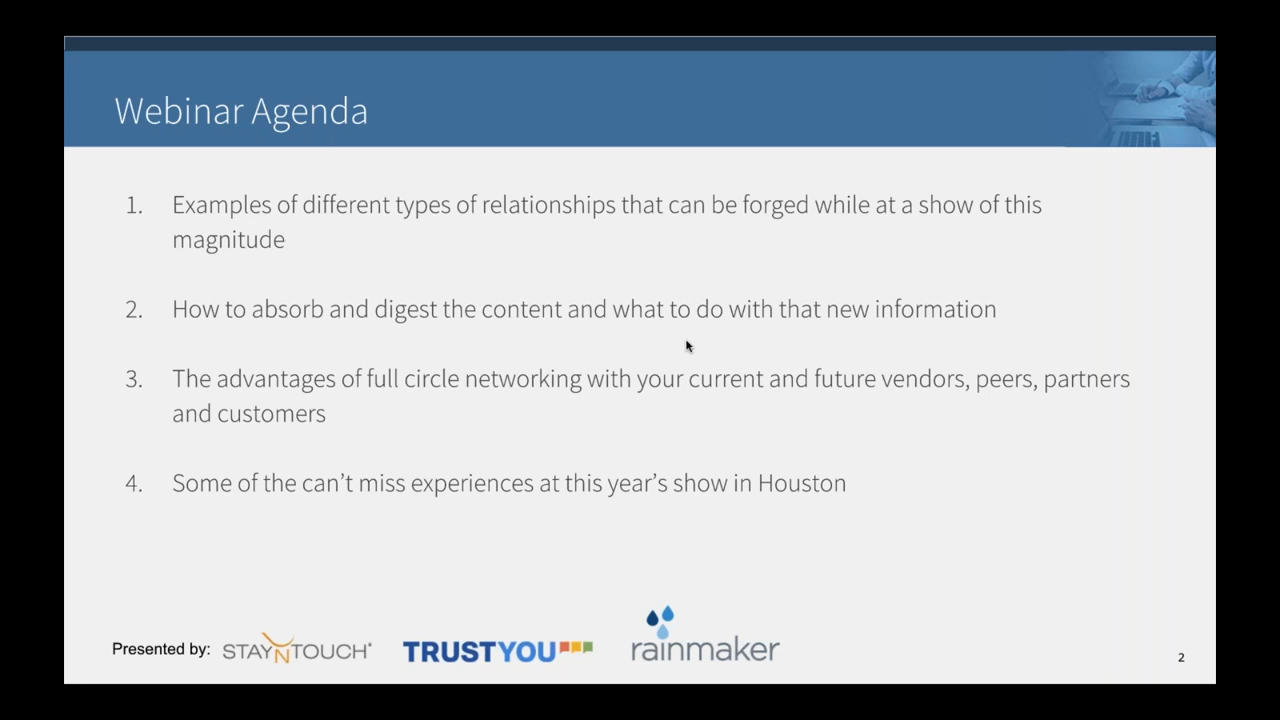 Webinar Agenda
1. Examples of different types of relationships that can be forged while at a show of this
magnitude
2. How to absorb and digest the content and what to do with that new information
3. The advantages of full circle networking with your current and future vendors, peers, partners
and customers
4. Some of the can’t miss experiences at this year’s show in Houston
Presented by: STAYNTOUCH TRUSTYOU rainmaker
2